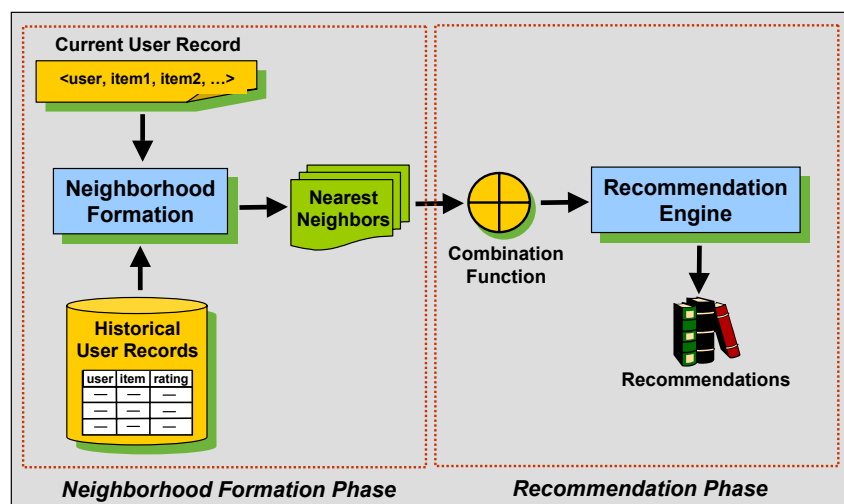 Current User Record
<user, item1, item2, …>
Neighborhood
Formation
Nearest
Neighbors
Combination
Function
Recommendation
Engine
Recommendations
Historical
User Records
user item rating
— — —
— — —
— — —
Neighborhood Formation Phase
Recommendation Phase